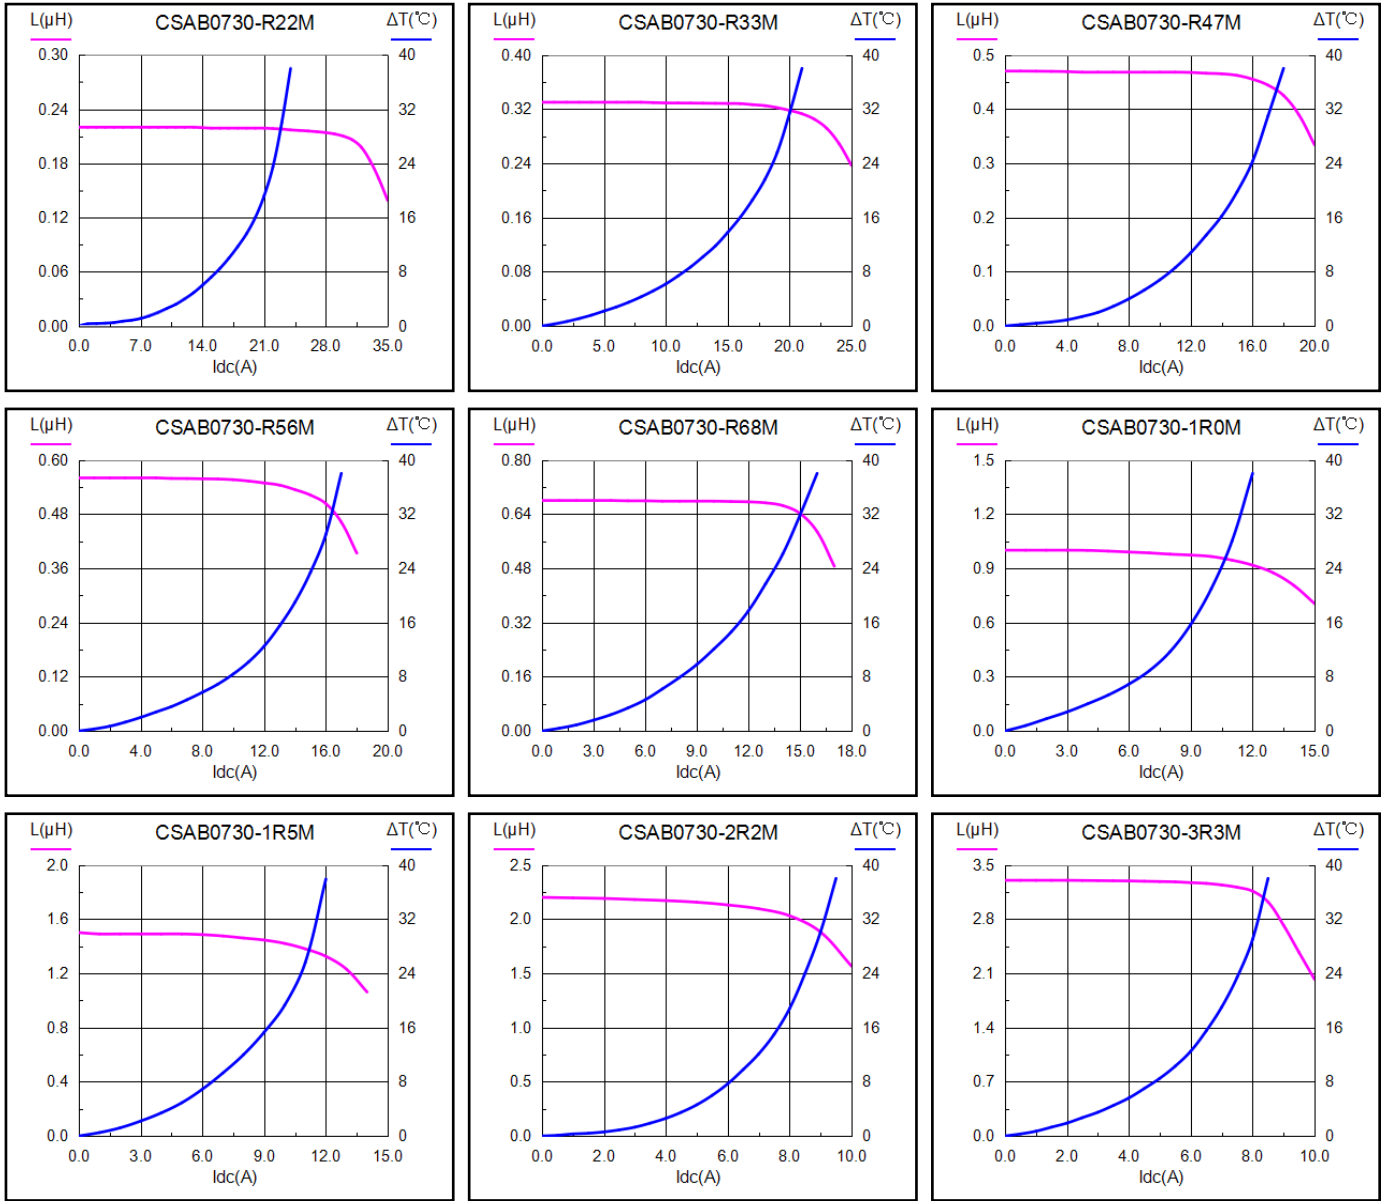 L(μH) CSAB0730-R22M ΔT(℃)
0.30 40
0.24 32
0.18 24
0.12 16
0.06 8
0.00 0
0.0 7.0 14.0 21.0 28.0 35.0
Idc(A)
L(μH) CSAB0730-R33M ΔT(℃)
0.40 40
0.32 32
0.24 24
0.16 16
0.08 8
0.00 0
0.0 5.0 10.0 15.0 20.0 25.0
Idc(A)
L(μH) CSAB0730-R47M ΔT(℃)
0.5 40
0.4 32
0.3 24
0.2 16
0.1 8
0.0 0
0.0 4.0 8.0 12.0 16.0 20.0
Idc(A)
L(μH) CSAB0730-R56M ΔT(℃)
0.60 40
0.48 32
0.36 24
0.24 16
0.12 8
0.00 0
0.0 4.0 8.0 12.0 16.0 20.0
Idc(A)
L(μH) CSAB0730-R68M ΔT(℃)
0.80 40
0.64 32
0.48 24
0.32 16
0.16 8
0.00 0
0.0 3.0 6.0 9.0 12.0 15.0 18.0
Idc(A)
L(μH) CSAB0730-1R0M ΔT(℃)
1.5 40
1.2 32
0.9 24
0.6 16
0.3 8
0.0 0
0.0 3.0 6.0 9.0 12.0 15.0
Idc(A)
L(μH) CSAB0730-1R5M ΔT(℃)
2.0 40
1.6 32
1.2 24
0.8 16
0.4 8
0.0 0
0.0 3.0 6.0 9.0 12.0 15.0
Idc(A)
L(μH) CSAB0730-2R2M ΔT(℃)
2.5 40
2.0 32
1.5 24
1.0 16
0.5 8
0.0 0
0.0 2.0 4.0 6.0 8.0 10.0
Idc(A)
L(μH) CSAB0730-3R3M ΔT(℃)
3.5 40
2.8 32
2.1 24
1.4 16
0.7 8
0.0 0
0.0 2.0 4.0 6.0 8.0 10.0
Idc(A)